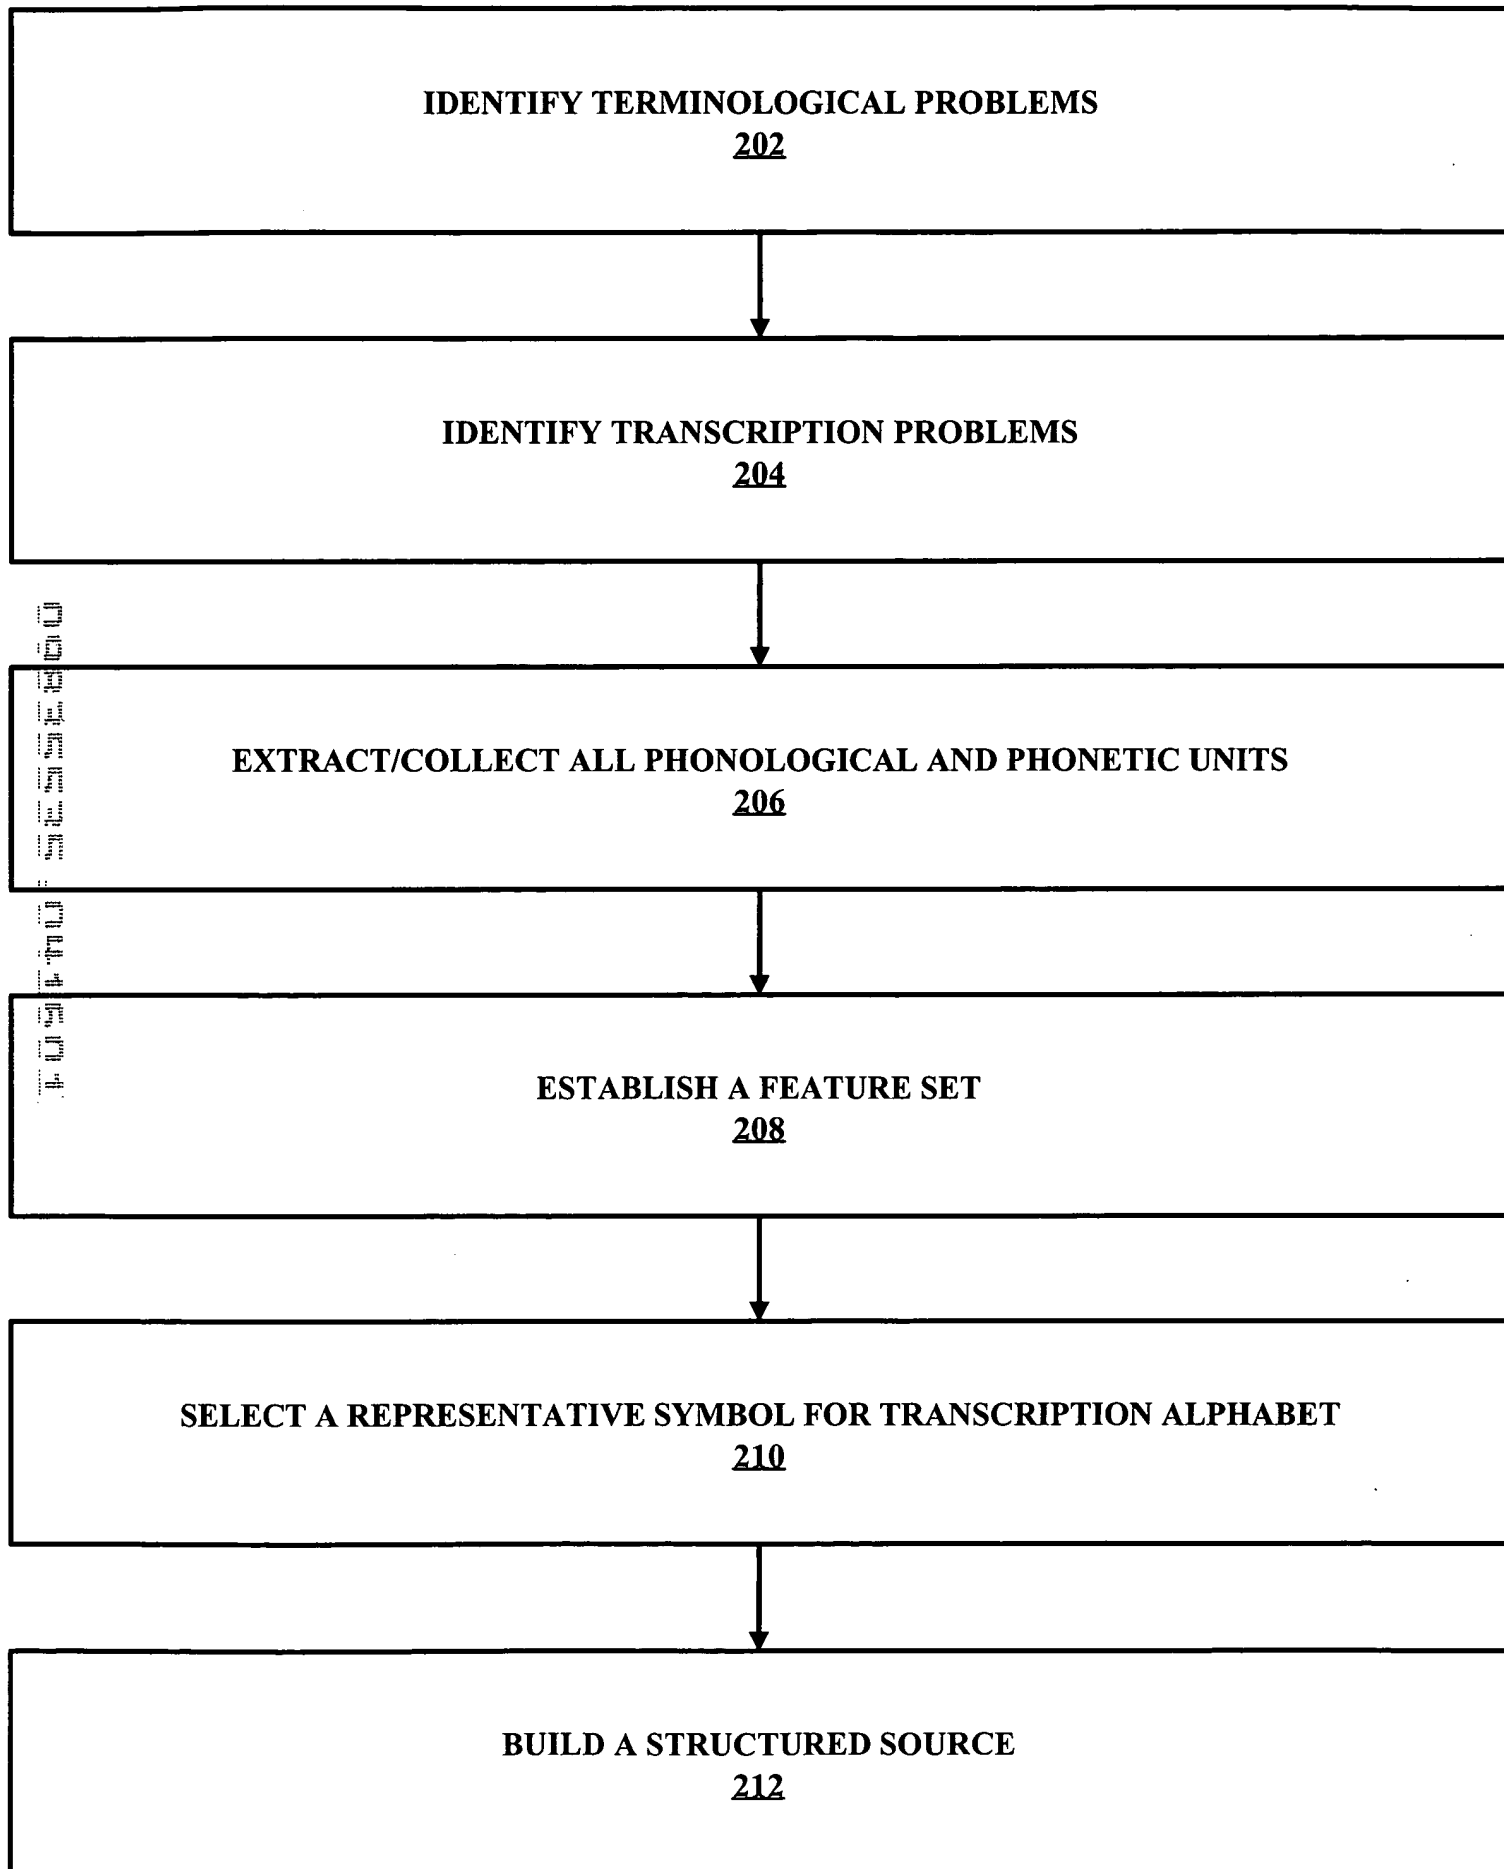 IDENTIFY TERMINOLOGICAL PROBLEMS
202
IDENTIFY TRANSCRIPTION PROBLEMS
204
EXTRACT/COLLECT ALL PHONOLOGICAL AND PHONETIC UNITS
206
ESTABLISH A FEATURE SET
208
SELECT A REPRESENTATIVE SYMBOL FOR TRANSCRIPTION ALPHABET
210
BUILD A STRUCTURED SOURCE
212